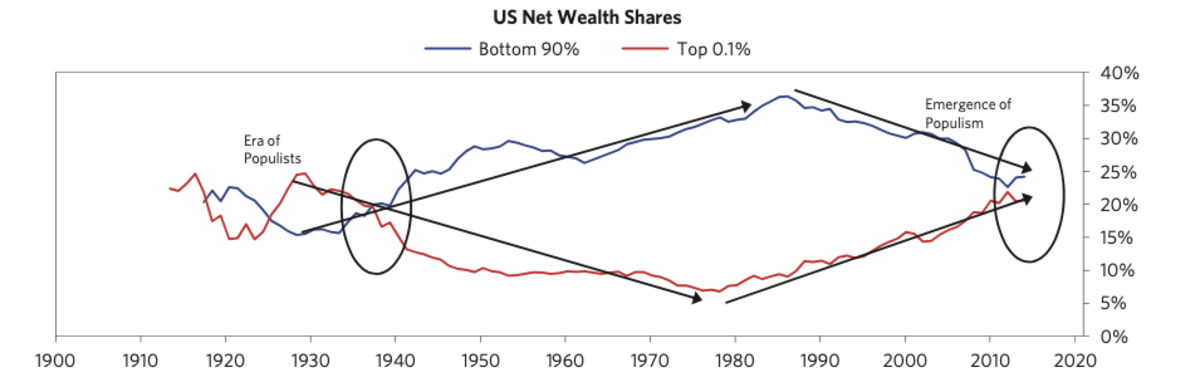 US Net Wealth Shares
Bottom 90% Top 0.1%
Era of
Populists
Emergence of
Populism
40%
35%
30%
25%
20%
15%
10%
5%
0%
1900 1910 1920 1930 1940 1950 1960 1970 1980 1990 2000 2010 2020